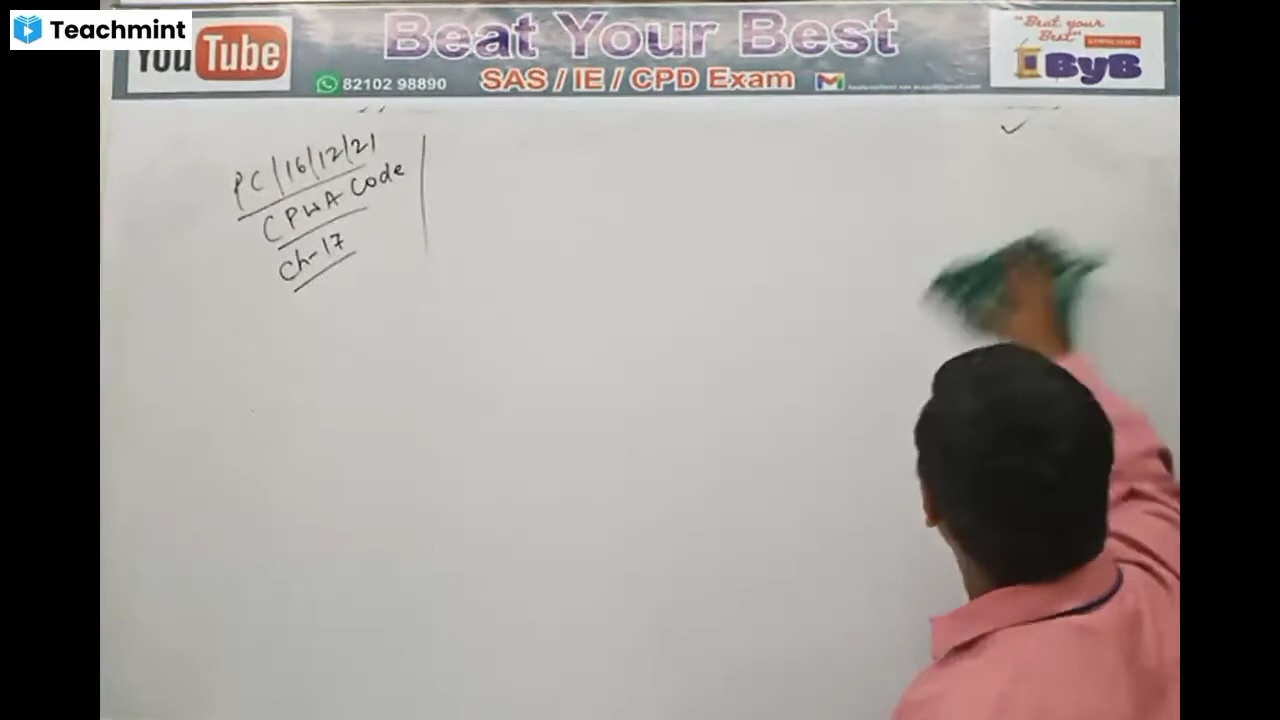 Teachmint
You Tube
Beat Your Best
82102 98890
SAS / IE / CPD Exam
"Beat your
Best"
ByB
PC/16/12/21
CPWA Code
Ch-17